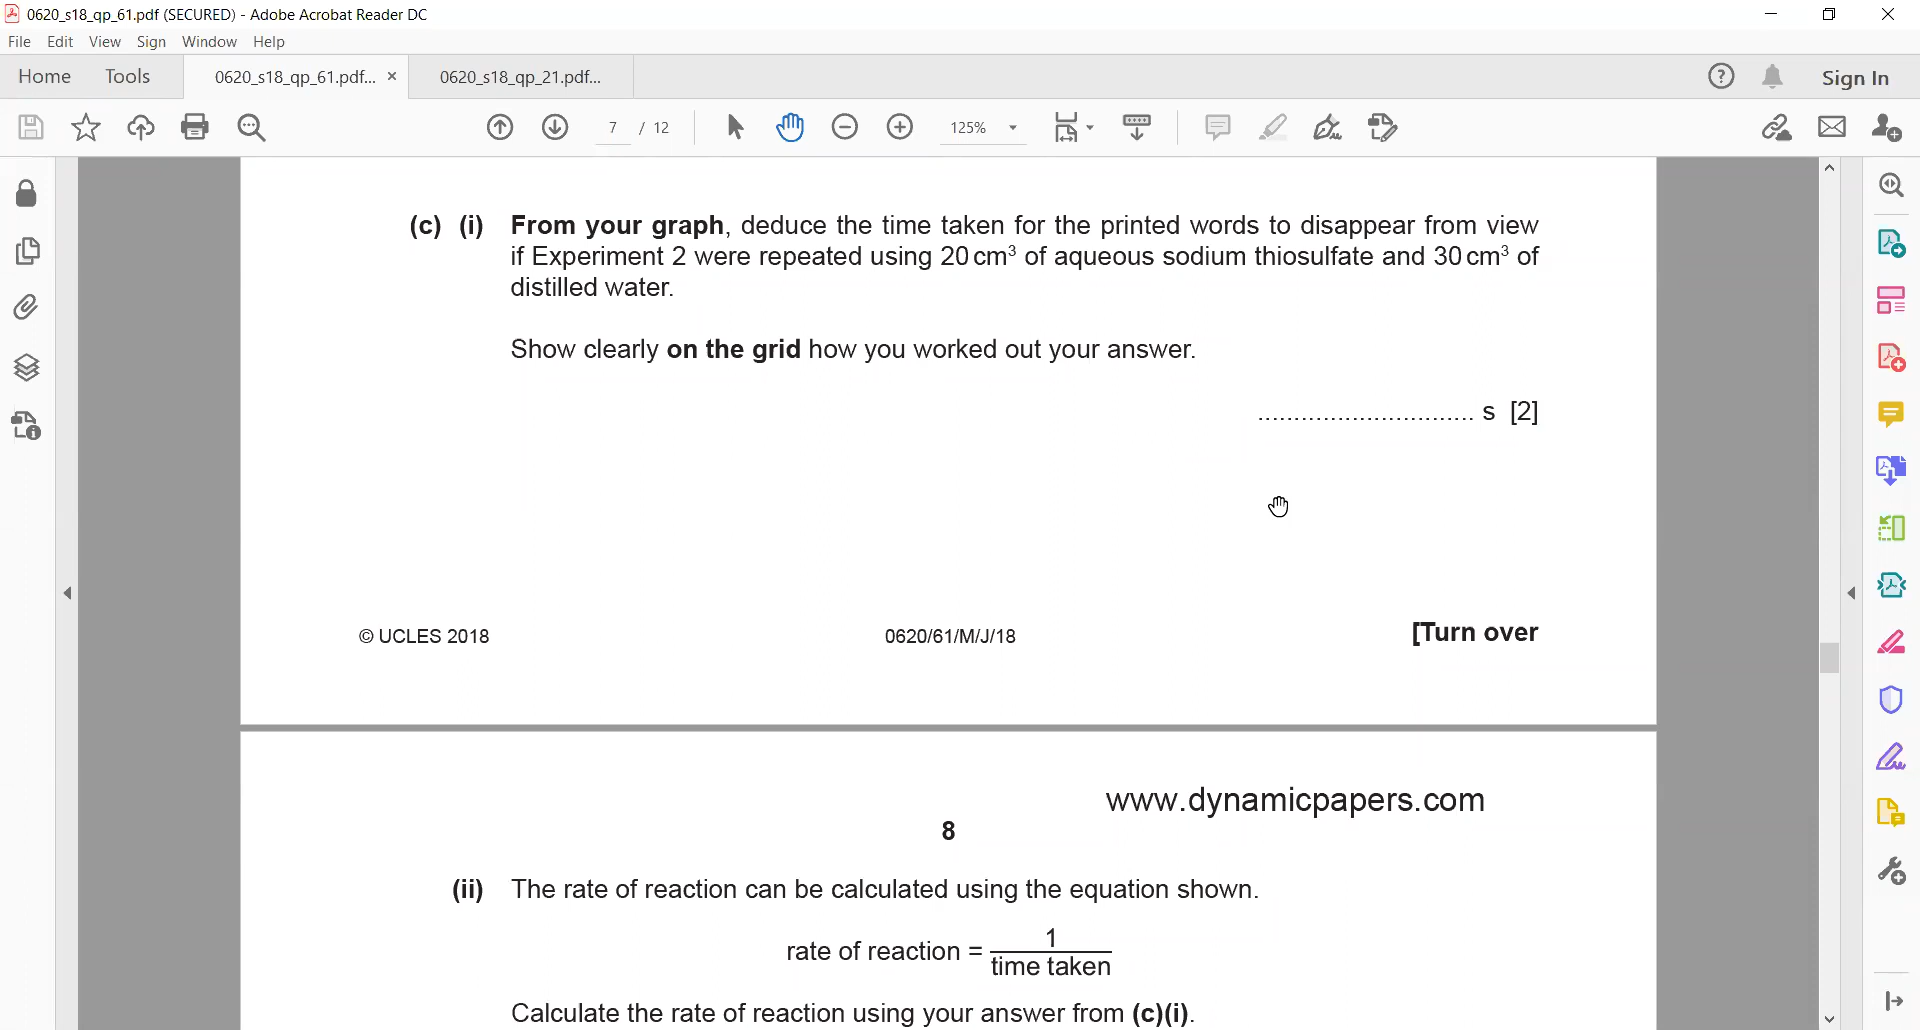 0620_s18_qp_61.pdf (SECURED) - Adobe Acrobat Reader DC
File Edit View Sign Window Help
Home Tools 0620_s18_qp_61.pdf... × 0620_s18_qp_21.pdf... Sign In
7 / 12 125%
(c) (i) From your graph, deduce the time taken for the printed words to disappear from view
if Experiment 2 were repeated using 20 cm³ of aqueous sodium thiosulfate and 30 cm³ of
distilled water.
Show clearly on the grid how you worked out your answer.
.............................. s [2]
© UCLES 2018 0620/61/M/J/18 [Turn over
www.dynamicpapers.com
8
(ii) The rate of reaction can be calculated using the equation shown.
rate of reaction = 1
time taken
Calculate the rate of reaction using your answer from (c)(i).